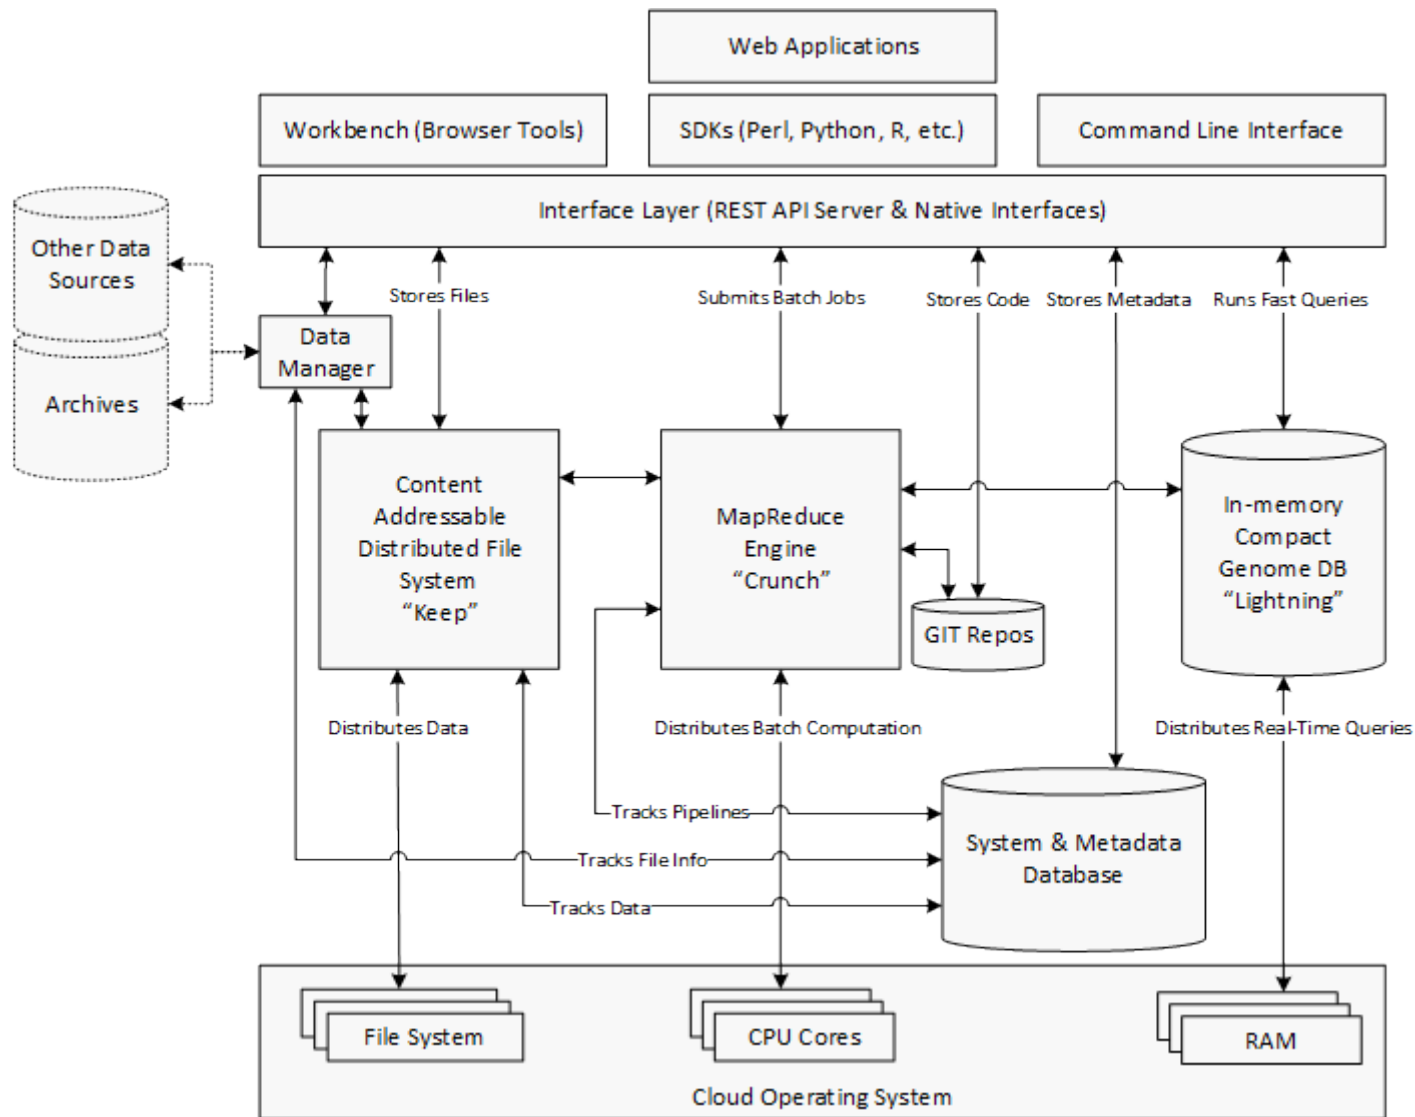 Web Applications
Workbench (Browser Tools)
SDKs (Perl, Python, R, etc.)
Command Line Interface
Interface Layer (REST API Server & Native Interfaces)
Other Data
Sources
Archives
Stores Files
Submits Batch Jobs
Stores Code
Stores Metadata
Runs Fast Queries
Data
Manager
Content
Addressable
Distributed File
System
“Keep”
MapReduce
Engine
“Crunch”
GIT Repos
In-memory
Compact
Genome DB
“Lightning”
Distributes Data
Distributes Batch Computation
Distributes Real-Time Queries
Tracks Pipelines
Tracks File Info
Tracks Data
System & Metadata
Database
File System
CPU Cores
RAM
Cloud Operating System